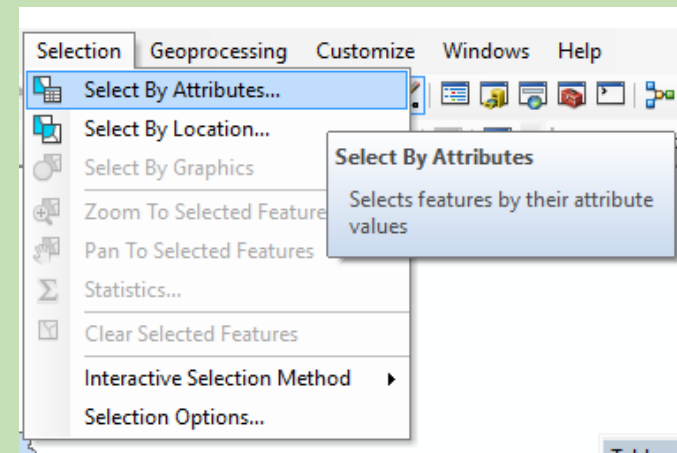 Selection Geoprocessing Customize Windows Help
Select By Attributes...
Select By Location...
Select By Graphics
Select By Attributes
Selects features by their attribute
values
Zoom To Selected Feature
Pan To Selected Features
Statistics...
Clear Selected Features
Interactive Selection Method
Selection Options...